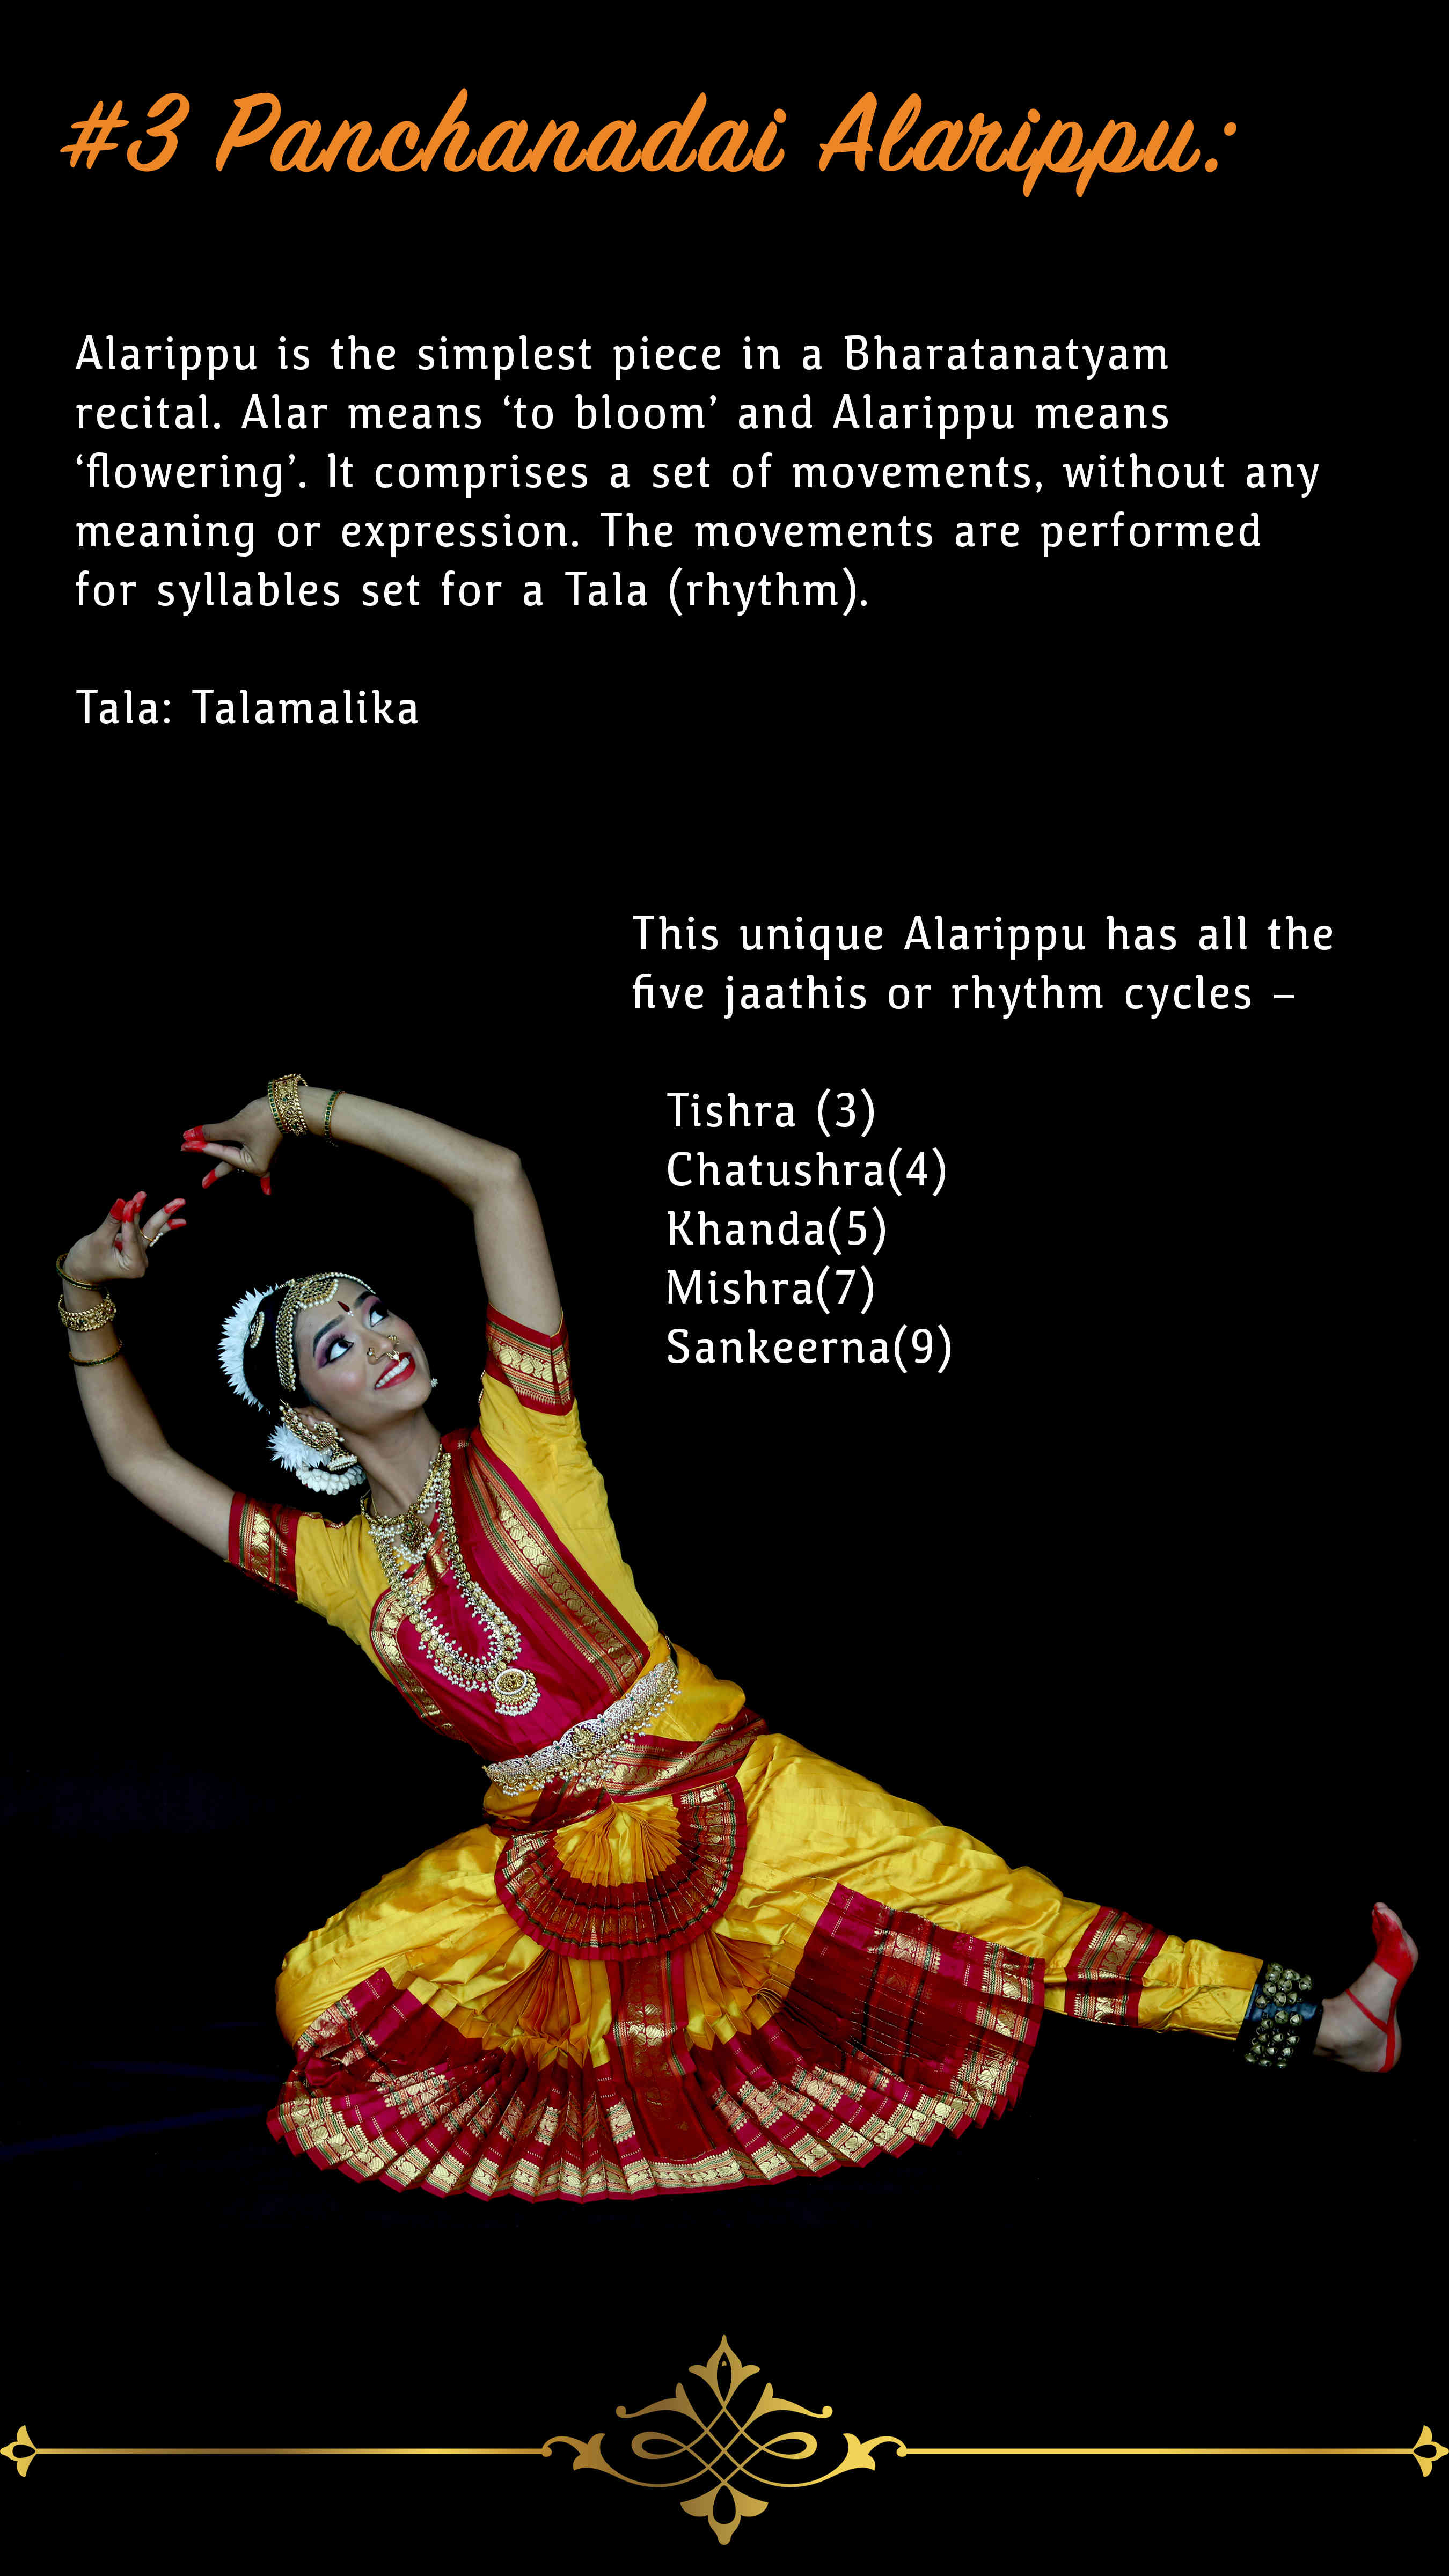 #3 Panchanadai Alarippu:
Alarippu is the simplest piece in a Bharatanatyam
recital. Alar means ‘to bloom’ and Alarippu means
‘flowering’. It comprises a set of movements, without any
meaning or expression. The movements are performed
for syllables set for a Tala (rhythm).
Tala: Talamalika
This unique Alarippu has all the
five jaathis or rhythm cycles –
Tishra (3)
Chatushra(4)
Khanda(5)
Mishra(7)
Sankeerna(9)